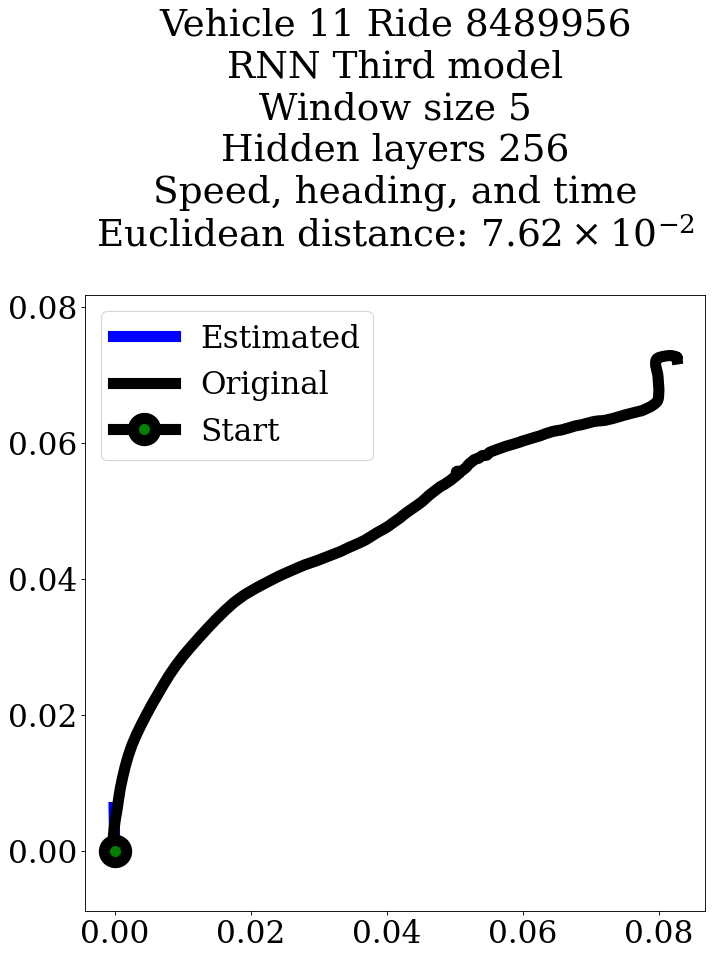 Vehicle 11 Ride 8489956
RNN Third model
Window size 5
Hidden layers 256
Speed, heading, and time
Euclidean distance: 7.62 × 10⁻²
Estimated
Original
Start
0.08
0.06
0.04
0.02
0.00
0.00 0.02 0.04 0.06 0.08